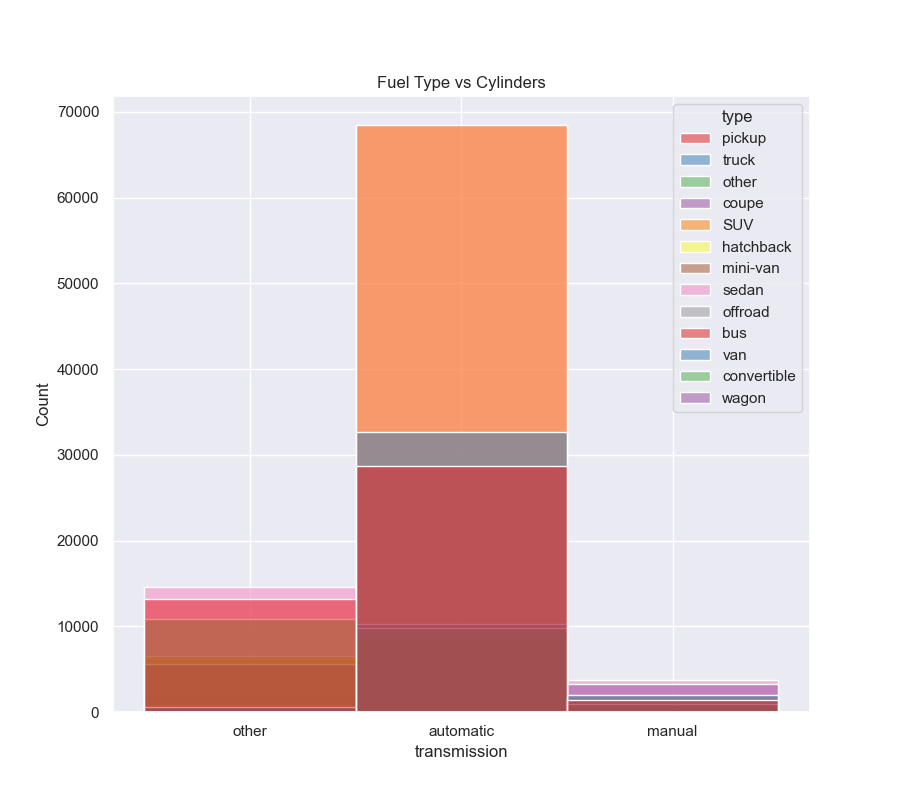 Fuel Type vs Cylinders
70000
60000
50000
40000
30000
20000
10000
0
Count
other
automatic
manual
transmission
type
pickup
truck
other
coupe
SUV
hatchback
mini-van
sedan
offroad
bus
van
convertible
wagon